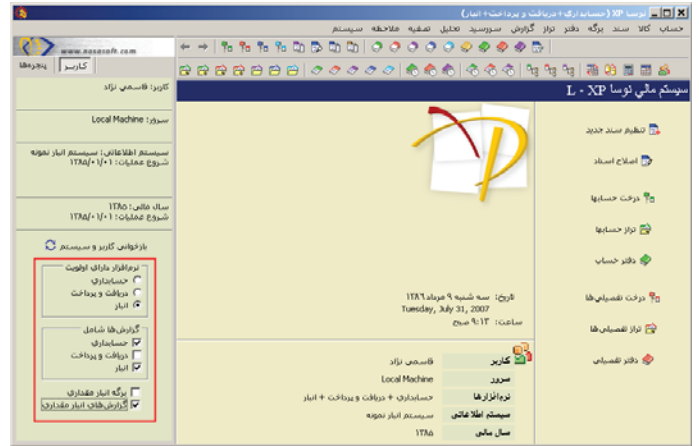 نوسا XP (حسابداری+دریافت و پرداخت+انبار)
حساب کالا سند برگه دفتر تراز گزارش سررسید تحلیل تصفیه ملاحظه سیستم
www.nosasoft.com
کاربر پنجره‌ها
سیستم مالی نوسا L - XP
تنظیم سند جدید
اصلاح اسناد
درخت حسابها
تراز حسابها
دفتر حساب
درخت تفصیلی‌ها
تراز تفصیلی‌ها
دفتر تفصیلی
XP
تاریخ: سه شنبه ۹ مرداد ۱۳۸۶
Tuesday, July 31, 2007
ساعت: ۹:۱۳ صبح
کاربر قاسمی نژاد
سرور Local Machine
نرم‌افزارها حسابداری + دریافت و پرداخت + انبار
سیستم اطلاعاتی سیستم انبار نمونه
سال مالی ۱۳۸۵
کاربر: قاسمی نژاد
سرور: Local Machine
سیستم اطلاعاتی: سیستم انبار نمونه
شروع عملیات: ۱۳۸۵/۰۱/۰۱
سال مالی: ۱۳۸۵
شروع عملیات: ۱۳۸۵/۰۱/۰۱
بازخوانی کاربر و سیستم
نرم‌افزار دارای اولویت
حسابداری
دریافت و پرداخت
انبار
گزارش‌ها شامل
حسابداری
دریافت و پرداخت
انبار
برگه انبار مقداری
گزارش‌های انبار مقداری